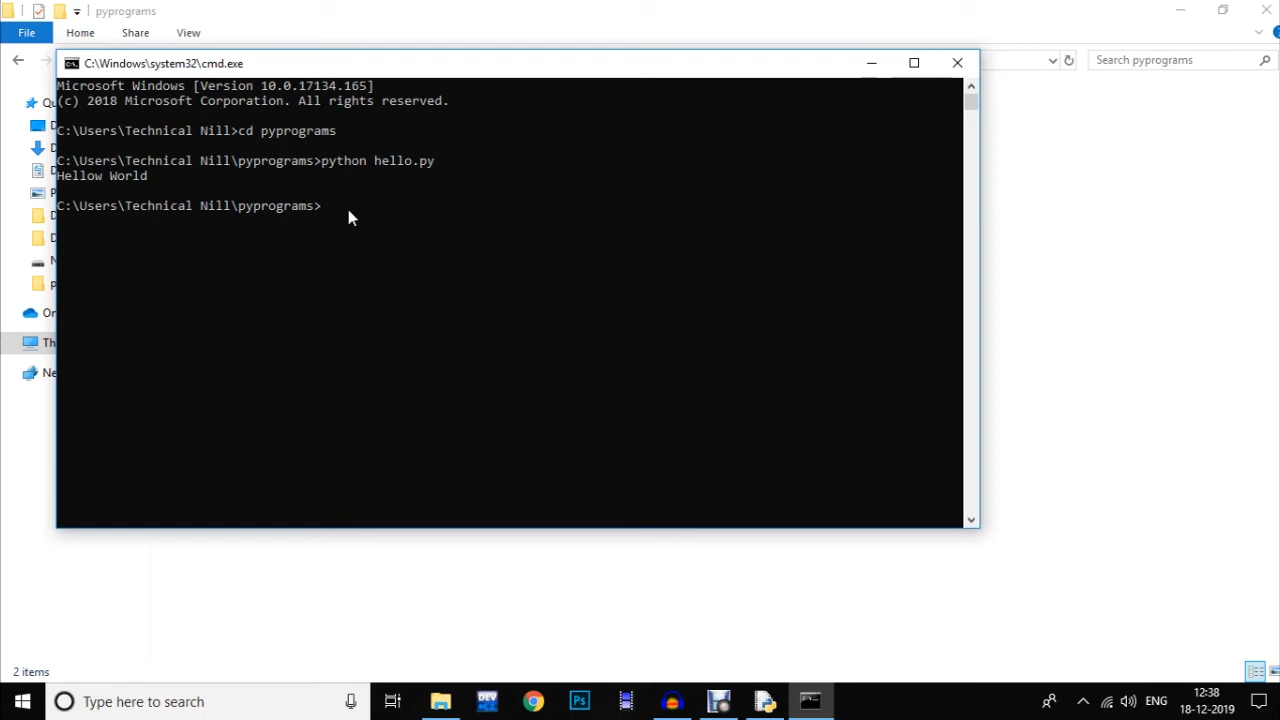 pyprograms
File Home Share View
Search pyprograms
C:\Windows\system32\cmd.exe
Microsoft Windows [Version 10.0.17134.165]
(c) 2018 Microsoft Corporation. All rights reserved.
C:\Users\Technical Nill>cd pyprograms
C:\Users\Technical Nill\pyprograms>python hello.py
Hellow World
C:\Users\Technical Nill\pyprograms>
2 items
Type here to search
DEV
Ps
ENG
12:38
18-12-2019